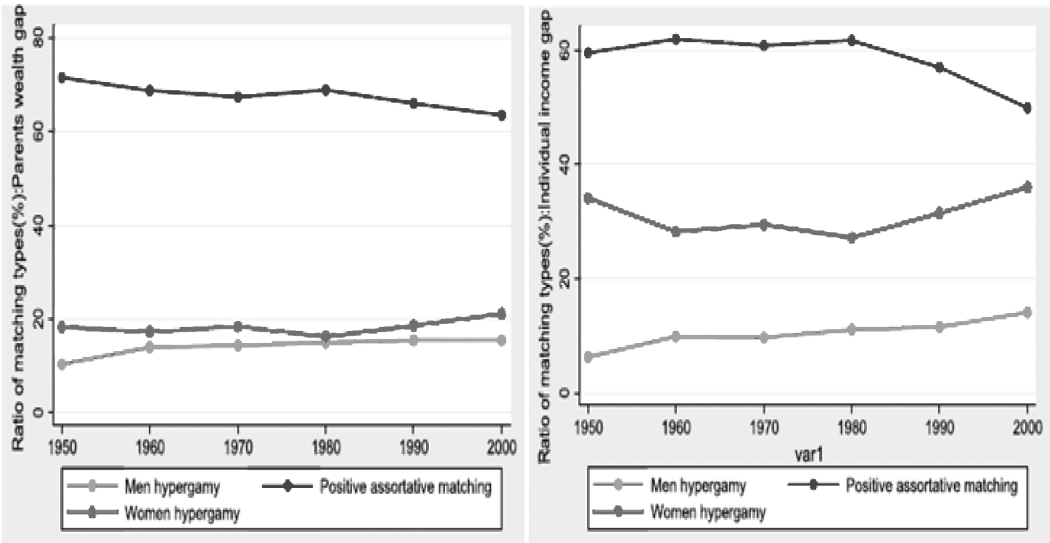 Ratio of matching types(%):Parents wealth gap
80
60
40
20
0
1950 1960 1970 1980 1990 2000
Men hypergamy Positive assortative matching
Women hypergamy
Ratio of matching types(%):Individual income gap
60
40
20
0
1950 1960 1970 1980 1990 2000
var1
Men hypergamy Positive assortative matching
Women hypergamy